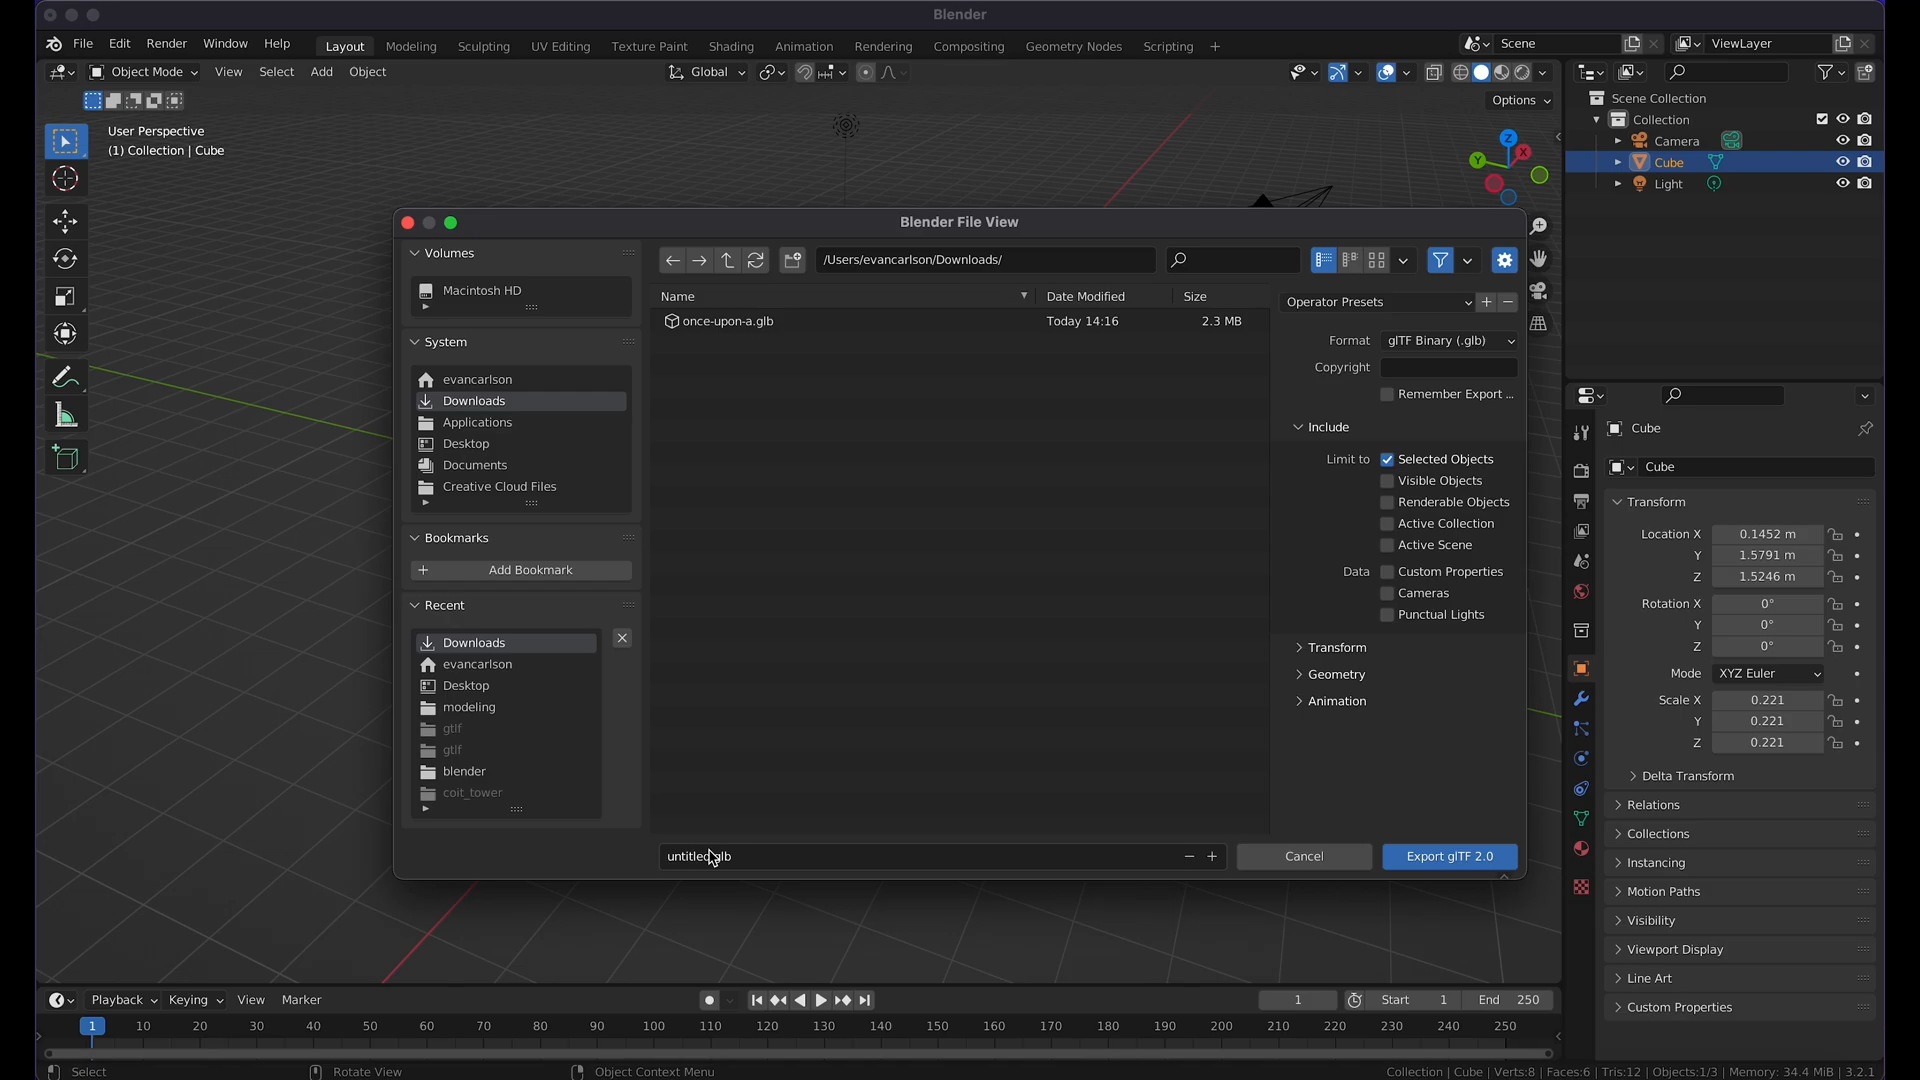 Blender
File Edit Render Window Help Layout Modeling Sculpting UV Editing Texture Paint Shading Animation Rendering Compositing Geometry Nodes Scripting + Scene ViewLayer
Object Mode View Select Add Object Global
Options
User Perspective
(1) Collection | Cube
Z
X
Y
Scene Collection
Collection
Camera
Cube
Light
Blender File View
Volumes
Macintosh HD
System
evancarlson
Downloads
Applications
Desktop
Documents
Creative Cloud Files
Bookmarks
+ Add Bookmark
Recent
Downloads
evancarlson
Desktop
modeling
gtlf
gtlf
blender
coit_tower
/Users/evancarlson/Downloads/
Name Date Modified Size
once-upon-a.glb Today 14:16 2.3 MB
untitled
lb
Cancel
Export glTF 2.0
Operator Presets
Format glTF Binary (.glb)
Copyright
Remember Export ...
Include
Limit to Selected Objects
Visible Objects
Renderable Objects
Active Collection
Active Scene
Data Custom Properties
Cameras
Punctual Lights
Transform
Geometry
Animation
Cube
Cube
Transform
Location X 0.1452 m
Y 1.5791 m
Z 1.5246 m
Rotation X 0°
Y 0°
Z 0°
Mode XYZ Euler
Scale X 0.221
Y 0.221
Z 0.221
Delta Transform
Relations
Collections
Instancing
Motion Paths
Visibility
Viewport Display
Line Art
Custom Properties
Playback Keying View Marker 1 Start 1 End 250
1 10 20 30 40 50 60 70 80 90 100 110 120 130 140 150 160 170 180 190 200 210 220 230 240 250
Select Rotate View Object Context Menu Collection | Cube | Verts:8 | Faces:6 | Tris:12 | Objects:1/3 | Memory: 34.4 MiB | 3.2.1